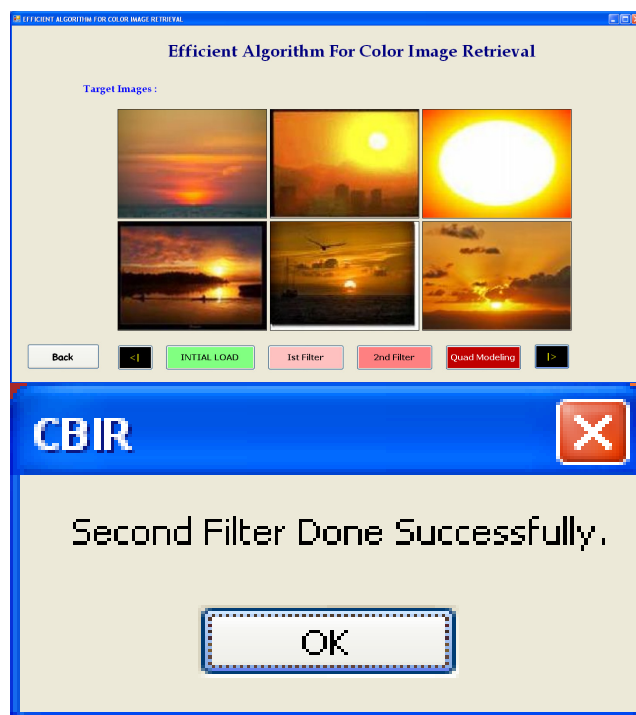 EFFICIENT ALGORITHM FOR COLOR IMAGE RETRIEVAL
Efficient Algorithm For Color Image Retrieval
Target Images :
Back <| INTIAL LOAD Ist Filter 2nd Filter Quad Modeling |>
CBIR
Second Filter Done Successfully.
OK